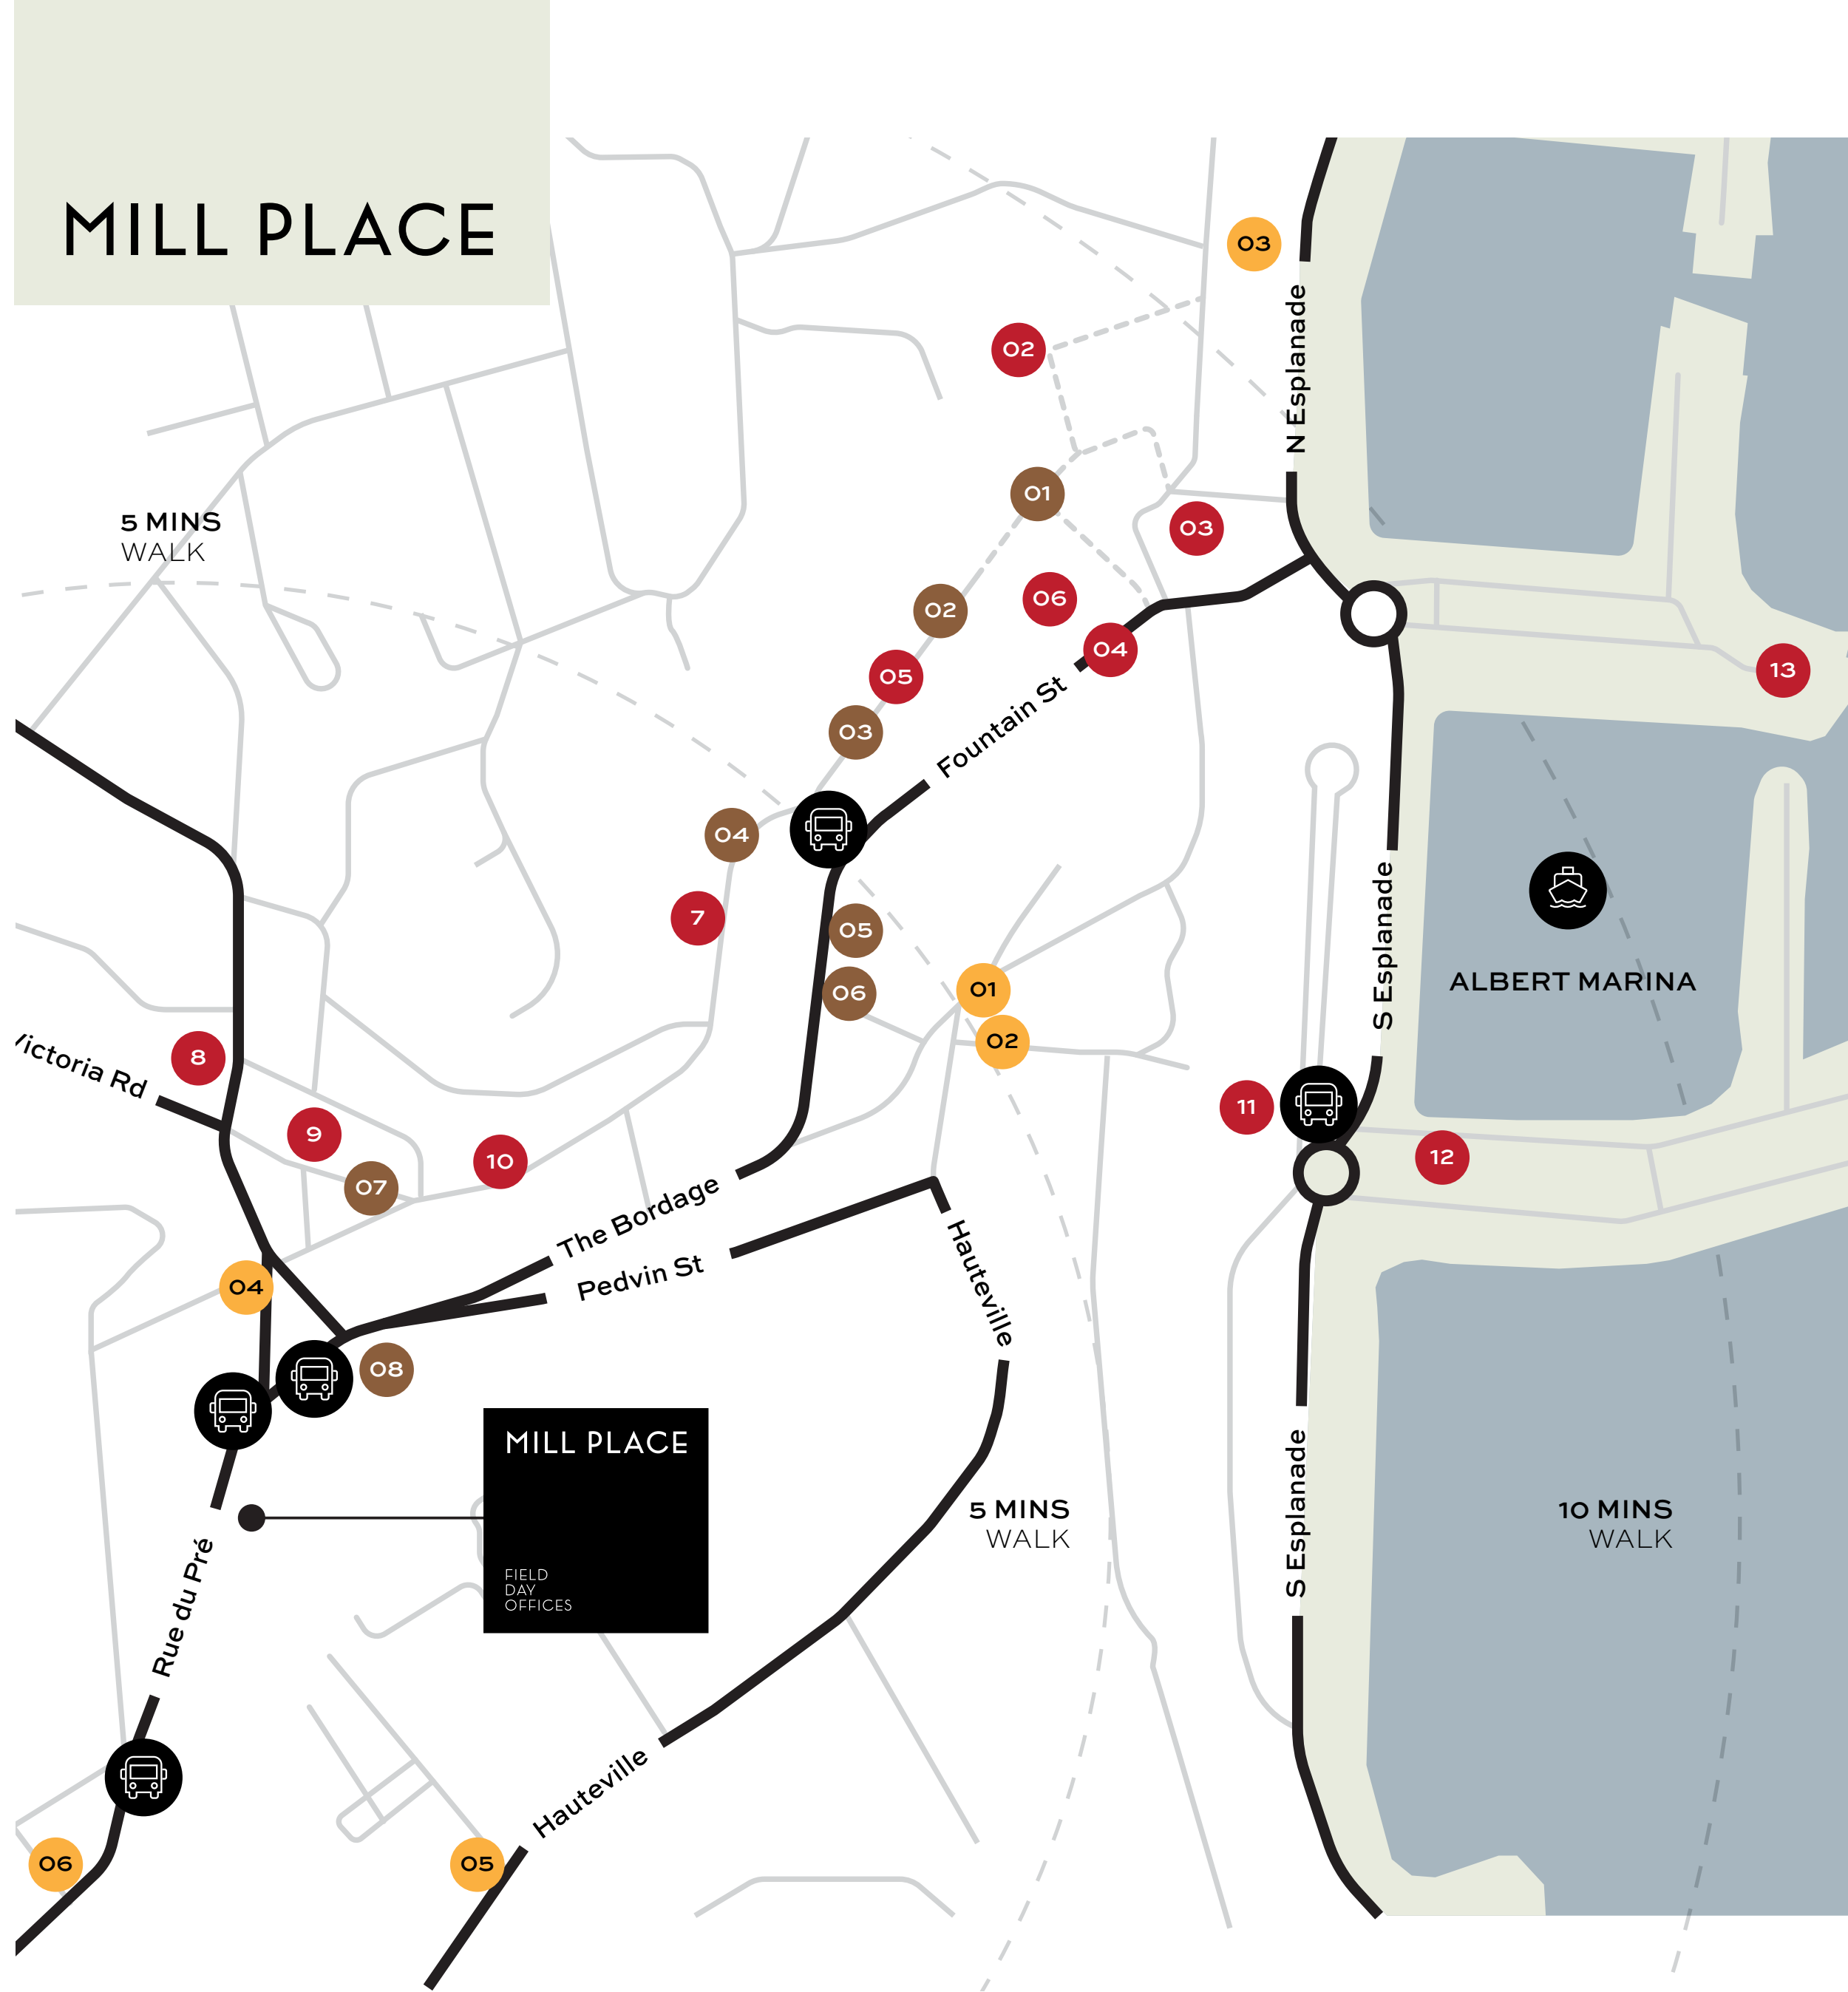 MILL PLACE
03
N Esplanade
02
01
03
5 MINS
WALK
02
06
04
05
13
Fountain St
03
04
7
05
S Esplanade
ALBERT MARINA
06
01
02
8
Victoria Rd
11
9
12
10
07
The Bordage
Pedvin St
Hauteville
04
08
MILL PLACE
FIELD
DAY
OFFICES
S Esplanade
5 MINS
WALK
10 MINS
WALK
Rue du Pré
Hauteville
06
05